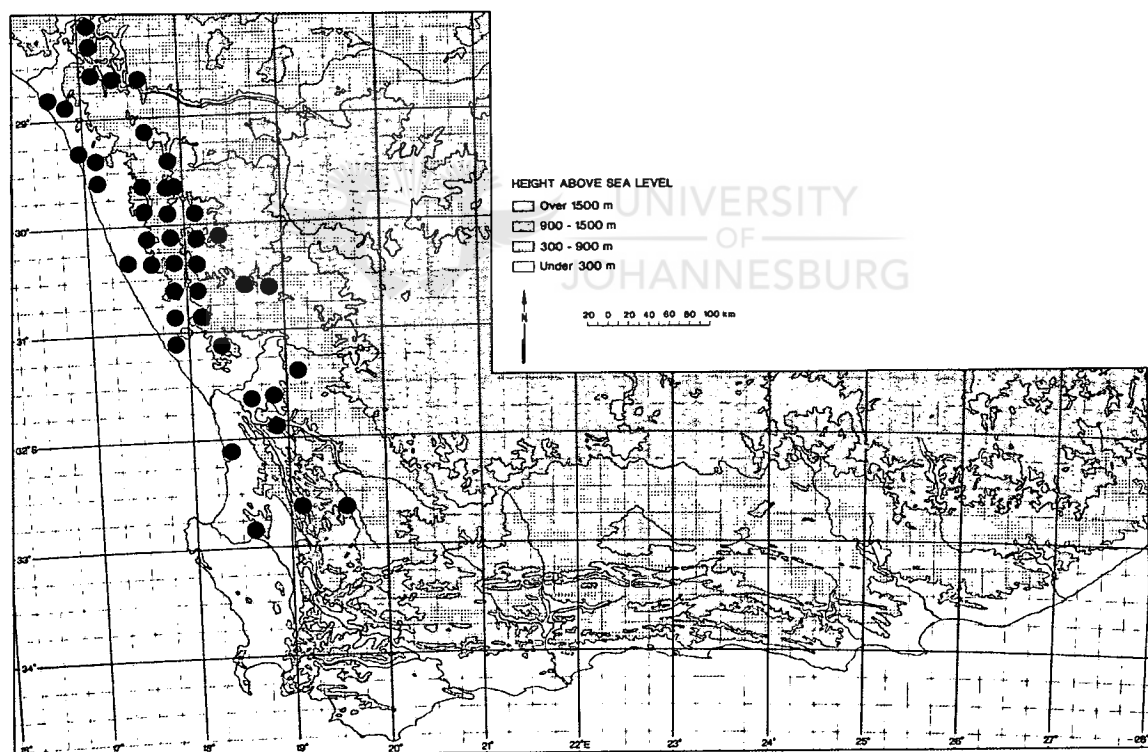 29°
UNIVERSITY
OF
JOHANNESBURG
HEIGHT ABOVE SEA LEVEL
Over 1500 m
900 - 1500 m
300 - 900 m
Under 300 m
30°
N
20 0 20 40 60 80 100 km
31°
32°S
33°
34°
16°
17°
18°
19°
20°
21°
22°E
23°
24°
25°
26°
27°
28°